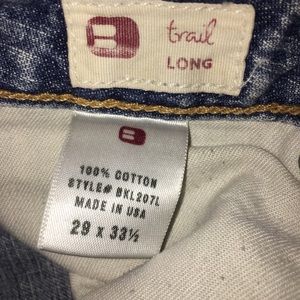 B trail
LONG
B
100% COTTON
STYLE# BKL207L
MADE IN USA
29 x 33½